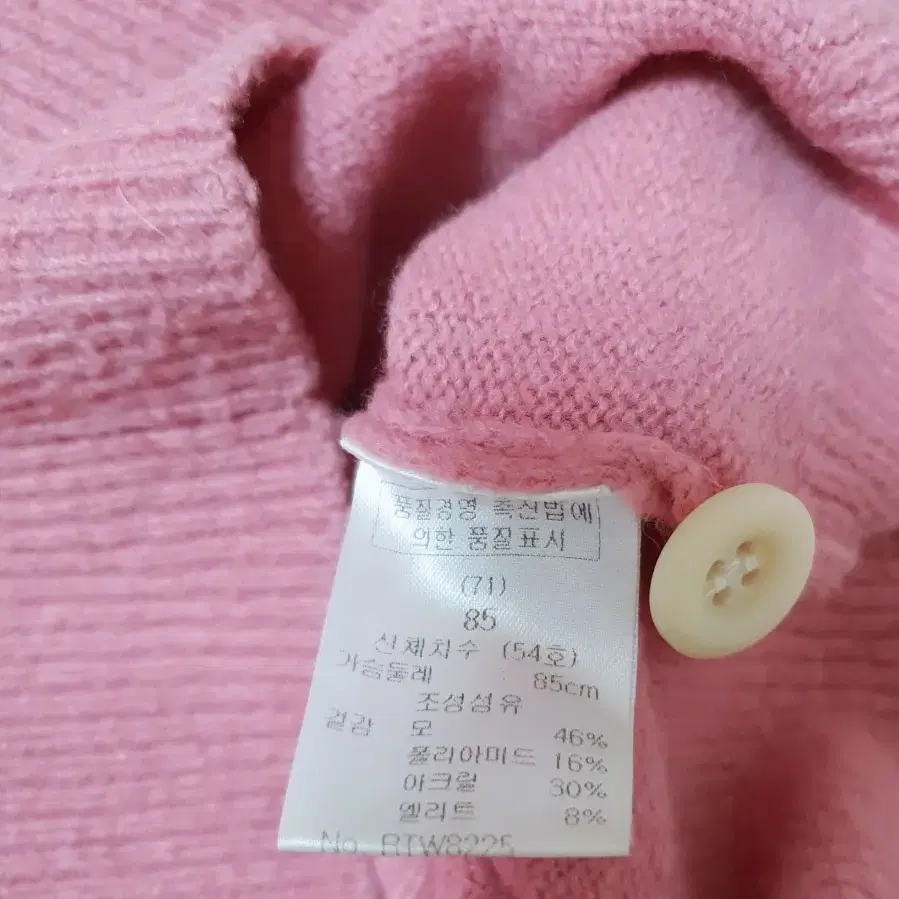 품질경영 촉진법에
의한 품질표시
(71)
85
신체치수 (54호)
가슴둘레 85cm
조성섬유
겉감 모 46%
폴리아미드 16%
아크릴 30%
엘리트 8%
No. RTW8225